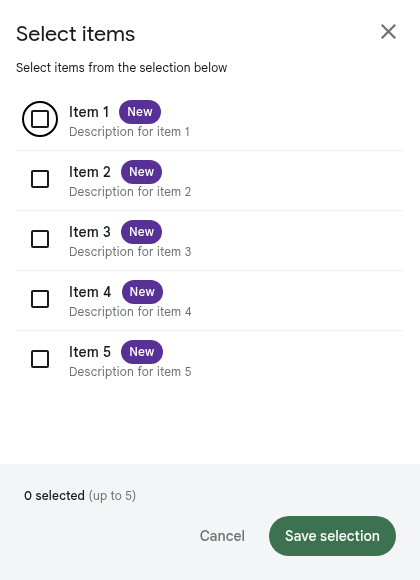 Select items
Select items from the selection below
Item 1 New
Description for item 1
Item 2 New
Description for item 2
Item 3 New
Description for item 3
Item 4 New
Description for item 4
Item 5 New
Description for item 5
0 selected (up to 5)
Cancel Save selection